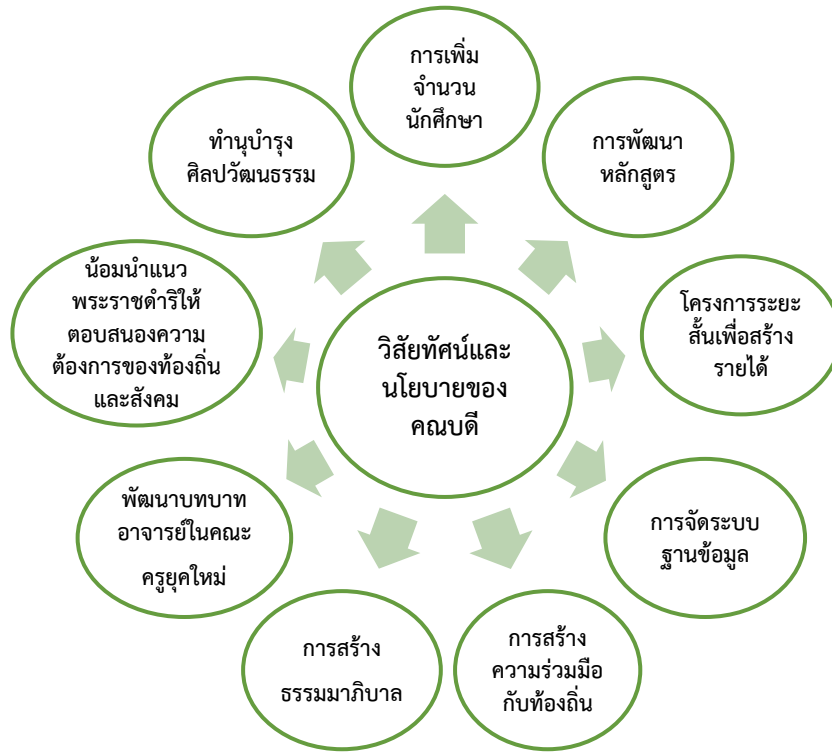 การเพิ่ม
จำนวน
นักศึกษา
การพัฒนา
หลักสูตร
โครงการระยะ
สั้นเพื่อสร้าง
รายได้
การจัดระบบ
ฐานข้อมูล
การสร้าง
ความร่วมมือ
กับท้องถิ่น
การสร้าง
ธรรมมาภิบาล
พัฒนาบทบาท
อาจารย์ในคณะ
ครูยุคใหม่
น้อมนำแนว
พระราชดำริให้
ตอบสนองความ
ต้องการของท้องถิ่น
และสังคม
ทำนุบำรุง
ศิลปวัฒนธรรม
วิสัยทัศน์และ
นโยบายของ
คณบดี